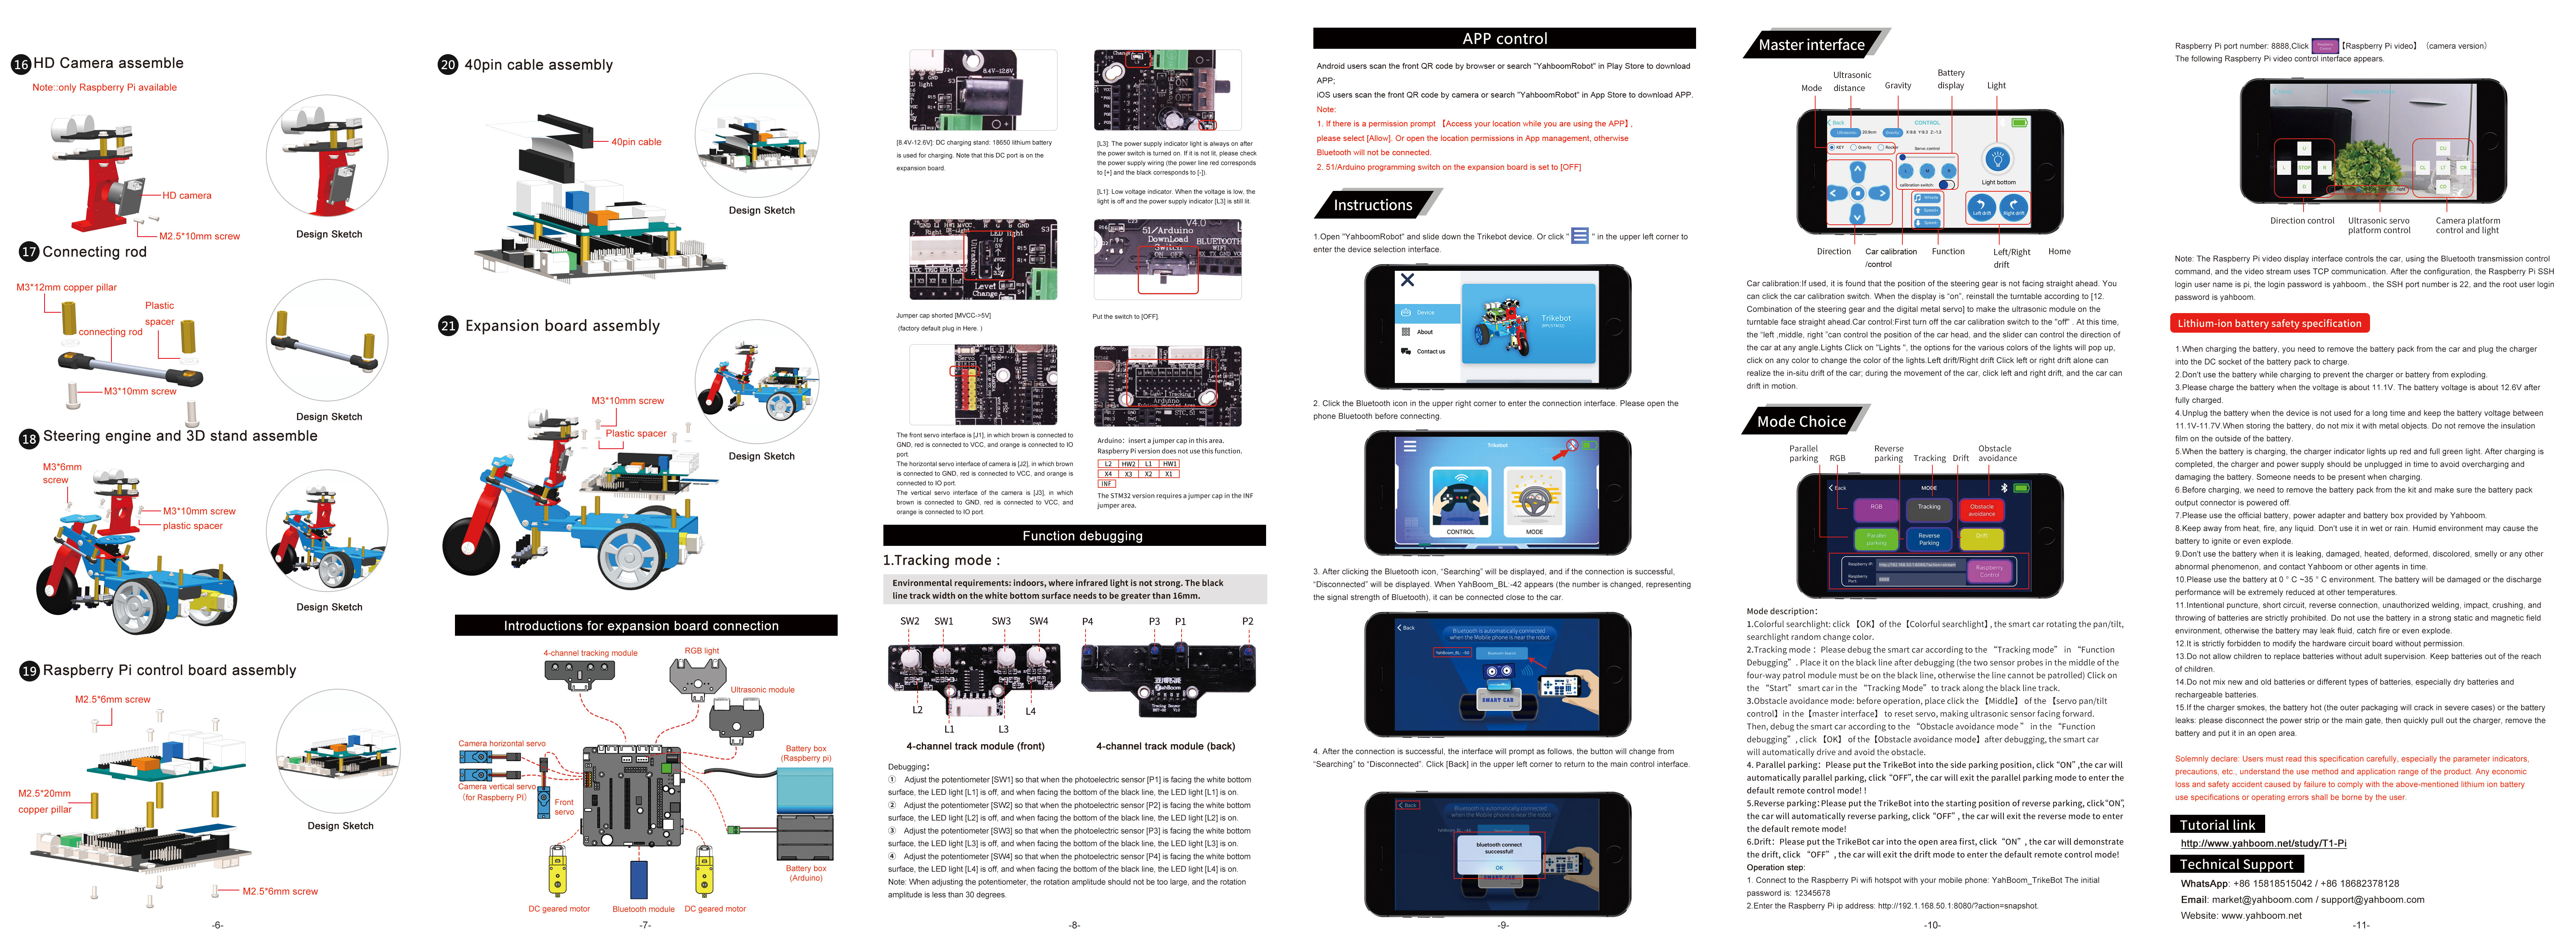 16 HD Camera assemble
Note::only Raspberry Pi available
HD camera
M2.5*10mm screw
Design Sketch
17 Connecting rod
M3*12mm copper pillar
Plastic
spacer
connecting rod
M3*10mm screw
Design Sketch
18 Steering engine and 3D stand assemble
M3*6mm
screw
M3*10mm screw
plastic spacer
Design Sketch
19 Raspberry Pi control board assembly
M2.5*6mm screw
M2.5*20mm
copper pillar
Design Sketch
M2.5*6mm screw
-6-
20 40pin cable assembly
40pin cable
Design Sketch
21 Expansion board assembly
M3*10mm screw
Plastic spacer
Design Sketch
Introductions for expansion board connection
4-channel tracking module
RGB light
Ultrasonic module
Camera horizontal servo
Camera vertical servo
(for Raspberry PI)
Front
servo
Battery box
(Raspberry pi)
Battery box
(Arduino)
DC geared motor
Bluetooth module
DC geared motor
-7-
[8.4V-12.6V]: DC charging stand: 18650 lithium battery
is used for charging. Note that this DC port is on the
expansion board.
[L3]: The power supply indicator light is always on after
the power switch is turned on. If it is not lit, please check
the power supply wiring (the power line red corresponds
to [+] and the black corresponds to [-]).
[L1]: Low voltage indicator. When the voltage is low, the
light is off and the power supply indicator [L3] is still lit.
Jumper cap shorted [MVCC->5V]
(factory default plug in Here. )
Put the switch to [OFF].
The front servo interface is [J1], in which brown is connected to
GND, red is connected to VCC, and orange is connected to IO
port.
The horizontal servo interface of camera is [J2], in which brown
is connected to GND, red is connected to VCC, and orange is
connected to IO port.
The vertical servo interface of the camera is [J3], in which
brown is connected to GND, red is connected to VCC, and
orange is connected to IO port.
Arduino: insert a jumper cap in this area.
Raspberry Pi version does not use this function.
L2 HW2 L1 HW1
X4 X3 X2 X1
INF
The STM32 version requires a jumper cap in the INF
jumper area.
Function debugging
1.Tracking mode :
Environmental requirements: indoors, where infrared light is not strong. The black
line track width on the white bottom surface needs to be greater than 16mm.
SW2 SW1 SW3 SW4 P4 P3 P1 P2
L2 L1 L3 L4
4-channel track module (front)
4-channel track module (back)
Debugging:
① Adjust the potentiometer [SW1] so that when the photoelectric sensor [P1] is facing the white bottom
surface, the LED light [L1] is off, and when facing the bottom of the black line, the LED light [L1] is on.
② Adjust the potentiometer [SW2] so that when the photoelectric sensor [P2] is facing the white bottom
surface, the LED light [L2] is off, and when facing the bottom of the black line, the LED light [L2] is on.
③ Adjust the potentiometer [SW3] so that when the photoelectric sensor [P3] is facing the white bottom
surface, the LED light [L3] is off, and when facing the bottom of the black line, the LED light [L3] is on.
④ Adjust the potentiometer [SW4] so that when the photoelectric sensor [P4] is facing the white bottom
surface, the LED light [L4] is off, and when facing the bottom of the black line, the LED light [L4] is on.
Note: When adjusting the potentiometer, the rotation amplitude should not be too large, and the rotation
amplitude is less than 30 degrees.
-8-
APP control
Android users scan the front QR code by browser or search "YahboomRobot" in Play Store to download
APP;
iOS users scan the front QR code by camera or search "YahboomRobot" in App Store to download APP.
Note:
1. If there is a permission prompt 【Access your location while you are using the APP】,
please select [Allow]. Or open the location permissions in App management, otherwise
Bluetooth will not be connected.
2. 51/Arduino programming switch on the expansion board is set to [OFF]
Instructions
1.Open "YahboomRobot" and slide down the Trikebot device. Or click " " in the upper left corner to
enter the device selection interface.
Device
About
Contact us
Trikebot
2. Click the Bluetooth icon in the upper right corner to enter the connection interface. Please open the
phone Bluetooth before connecting.
Trikebot
CONTROL
MODE
3. After clicking the Bluetooth icon, "Searching" will be displayed, and if the connection is successful,
"Disconnected" will be displayed. When YahBoom_BL:-42 appears (the number is changed, representing
the signal strength of Bluetooth), it can be connected close to the car.
Back
Bluetooth is automatically connected
when the Mobile phone is near the robot
SMART CAR
4. After the connection is successful, the interface will prompt as follows, the button will change from
"Searching" to "Disconnected". Click [Back] in the upper left corner to return to the main control interface.
Back
Bluetooth is automatically connected
when the Mobile phone is near the robot
bluetooth connect
successful!
OK
-9-
Master interface
Mode
Ultrasonic
distance
Gravity
Battery
display
Light
Back
CONTROL
KEY Gravity Rocker
Servo control
L M R
calibration switch:
Light bottom
Left drift
Right drift
Direction
Car calibration
/control
Function
Left/Right
drift
Home
Car calibration:If used, it is found that the position of the steering gear is not facing straight ahead. You
can click the car calibration switch. When the display is "on", reinstall the turntable according to [12.
Combination of the steering gear and the digital metal servo] to make the ultrasonic module on the
turntable face straight ahead.Car control:First turn off the car calibration switch to the "off" . At this time,
the "left ,middle, right "can control the position of the car head, and the slider can control the direction of
the car at any angle.Lights Click on "Lights ", the options for the various colors of the lights will pop up,
click on any color to change the color of the lights.Left drift/Right drift Click left or right drift alone can
realize the in-situ drift of the car; during the movement of the car, click left and right drift, and the car can
drift in motion.
Mode Choice
Parallel
parking
RGB
Reverse
parking
Tracking
Drift
Obstacle
avoidance
Back
MODE
RGB
Tracking
Obstacle
avoidance
Parallel
parking
Reverse
Parking
Drift
Raspberry IP:
Raspberry
Port:
8888
Raspberry
Control
Mode description:
1.Colorful searchlight: click 【OK】 of the 【Colorful searchlight】, the smart car rotating the pan/tilt,
searchlight random change color.
2.Tracking mode : Please debug the smart car according to the “Tracking mode” in “Function
Debugging” . Place it on the black line after debugging (the two sensor probes in the middle of the
four-way patrol module must be on the black line, otherwise the line cannot be patrolled) Click on
the “Start” smart car in the “Tracking Mode” to track along the black line track.
3.Obstacle avoidance mode: before operation, place click the 【Middle】 of the 【servo pan/tilt
control】 in the 【master interface】 to reset servo, making ultrasonic sensor facing forward.
Then, debug the smart car according to the “Obstacle avoidance mode ” in the “Function
debugging” , click 【OK】 of the 【Obstacle avoidance mode】 after debugging, the smart car
will automatically drive and avoid the obstacle.
4. Parallel parking: Please put the TrikeBot into the side parking position, click “ON” ,the car will
automatically parallel parking, click “OFF”, the car will exit the parallel parking mode to enter the
default remote control mode! !
5.Reverse parking: Please put the TrikeBot into the starting position of reverse parking, click“ON”,
the car will automatically reverse parking, click “OFF” , the car will exit the reverse mode to enter
the default remote mode!
6.Drift: Please put the TrikeBot car into the open area first, click “ON” , the car will demonstrate
the drift, click “OFF” , the car will exit the drift mode to enter the default remote control mode!
Operation step:
1. Connect to the Raspberry Pi wifi hotspot with your mobile phone: YahBoom_TrikeBot The initial
password is: 12345678
2.Enter the Raspberry Pi ip address: http://192.1.168.50.1:8080/?action=snapshot.
-10-
Raspberry Pi port number: 8888,Click 【Raspberry Pi video】 (camera version)
The following Raspberry Pi video control interface appears.
U
L STOP R
D
CU
CL LT CR
CD
Direction control
Ultrasonic servo
platform control
Camera platform
control and light
Note: The Raspberry Pi video display interface controls the car, using the Bluetooth transmission control
command, and the video stream uses TCP communication. After the configuration, the Raspberry Pi SSH
login user name is pi, the login password is yahboom., the SSH port number is 22, and the root user login
password is yahboom.
Lithium-ion battery safety specification
1.When charging the battery, you need to remove the battery pack from the car and plug the charger
into the DC socket of the battery pack to charge.
2.Don't use the battery while charging to prevent the charger or battery from exploding.
3.Please charge the battery when the voltage is about 11.1V. The battery voltage is about 12.6V after
fully charged.
4.Unplug the battery when the device is not used for a long time and keep the battery voltage between
11.1V-11.7V.When storing the battery, do not mix it with metal objects. Do not remove the insulation
film on the outside of the battery.
5.When the battery is charging, the charger indicator lights up red and full green light. After charging is
completed, the charger and power supply should be unplugged in time to avoid overcharging and
damaging the battery. Someone needs to be present when charging.
6.Before charging, we need to remove the battery pack from the kit and make sure the battery pack
output connector is powered off.
7.Please use the official battery, power adapter and battery box provided by Yahboom.
8.Keep away from heat, fire, any liquid. Don't use it in wet or rain. Humid environment may cause the
battery to ignite or even explode.
9.Don't use the battery when it is leaking, damaged, heated, deformed, discolored, smelly or any other
abnormal phenomenon, and contact Yahboom or other agents in time.
10.Please use the battery at 0 ° C ~35 ° C environment. The battery will be damaged or the discharge
performance will be extremely reduced at other temperatures.
11.Intentional puncture, short circuit, reverse connection, unauthorized welding, impact, crushing, and
throwing of batteries are strictly prohibited. Do not use the battery in a strong static and magnetic field
environment, otherwise the battery may leak fluid, catch fire or even explode.
12.It is strictly forbidden to modify the hardware circuit board without permission.
13.Do not allow children to replace batteries without adult supervision. Keep batteries out of the reach
of children.
14.Do not mix new and old batteries or different types of batteries, especially dry batteries and
rechargeable batteries.
15.If the charger smokes, the battery hot (the outer packaging will crack in severe cases) or the battery
leaks: please disconnect the power strip or the main gate, then quickly pull out the charger, remove the
battery and put it in an open area.
Solemnly declare: Users must read this specification carefully, especially the parameter indicators,
precautions, etc., understand the use method and application range of the product. Any economic
loss and safety accident caused by failure to comply with the above-mentioned lithium ion battery
use specifications or operating errors shall be borne by the user.
Tutorial link
http://www.yahboom.net/study/T1-Pi
Technical Support
WhatsApp: +86 15818515042 / +86 18682378128
Email: market@yahboom.com / support@yahboom.com
Website: www.yahboom.net
-11-